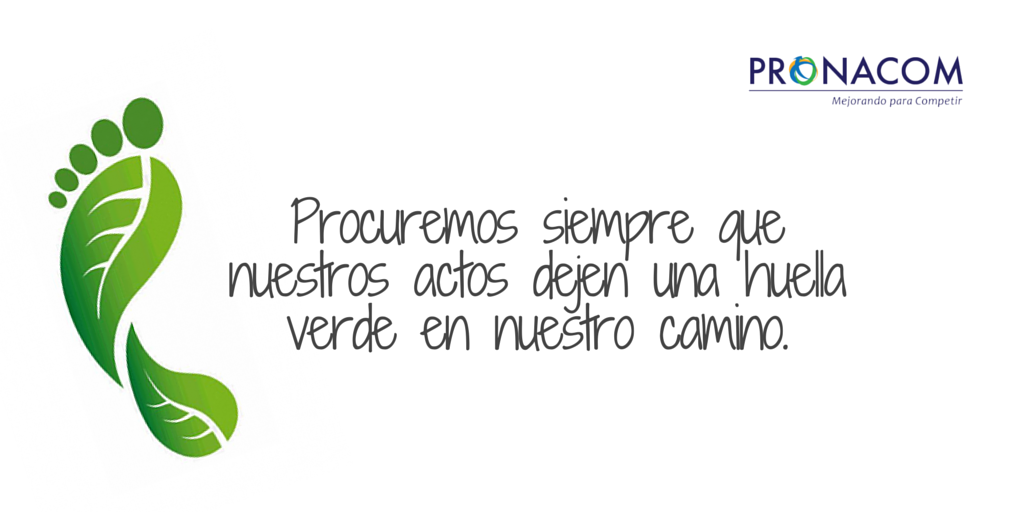 PRONACOM
Mejorando para Competir
Procuremos siempre que
nuestros actos dejen una huella
verde en nuestro camino.